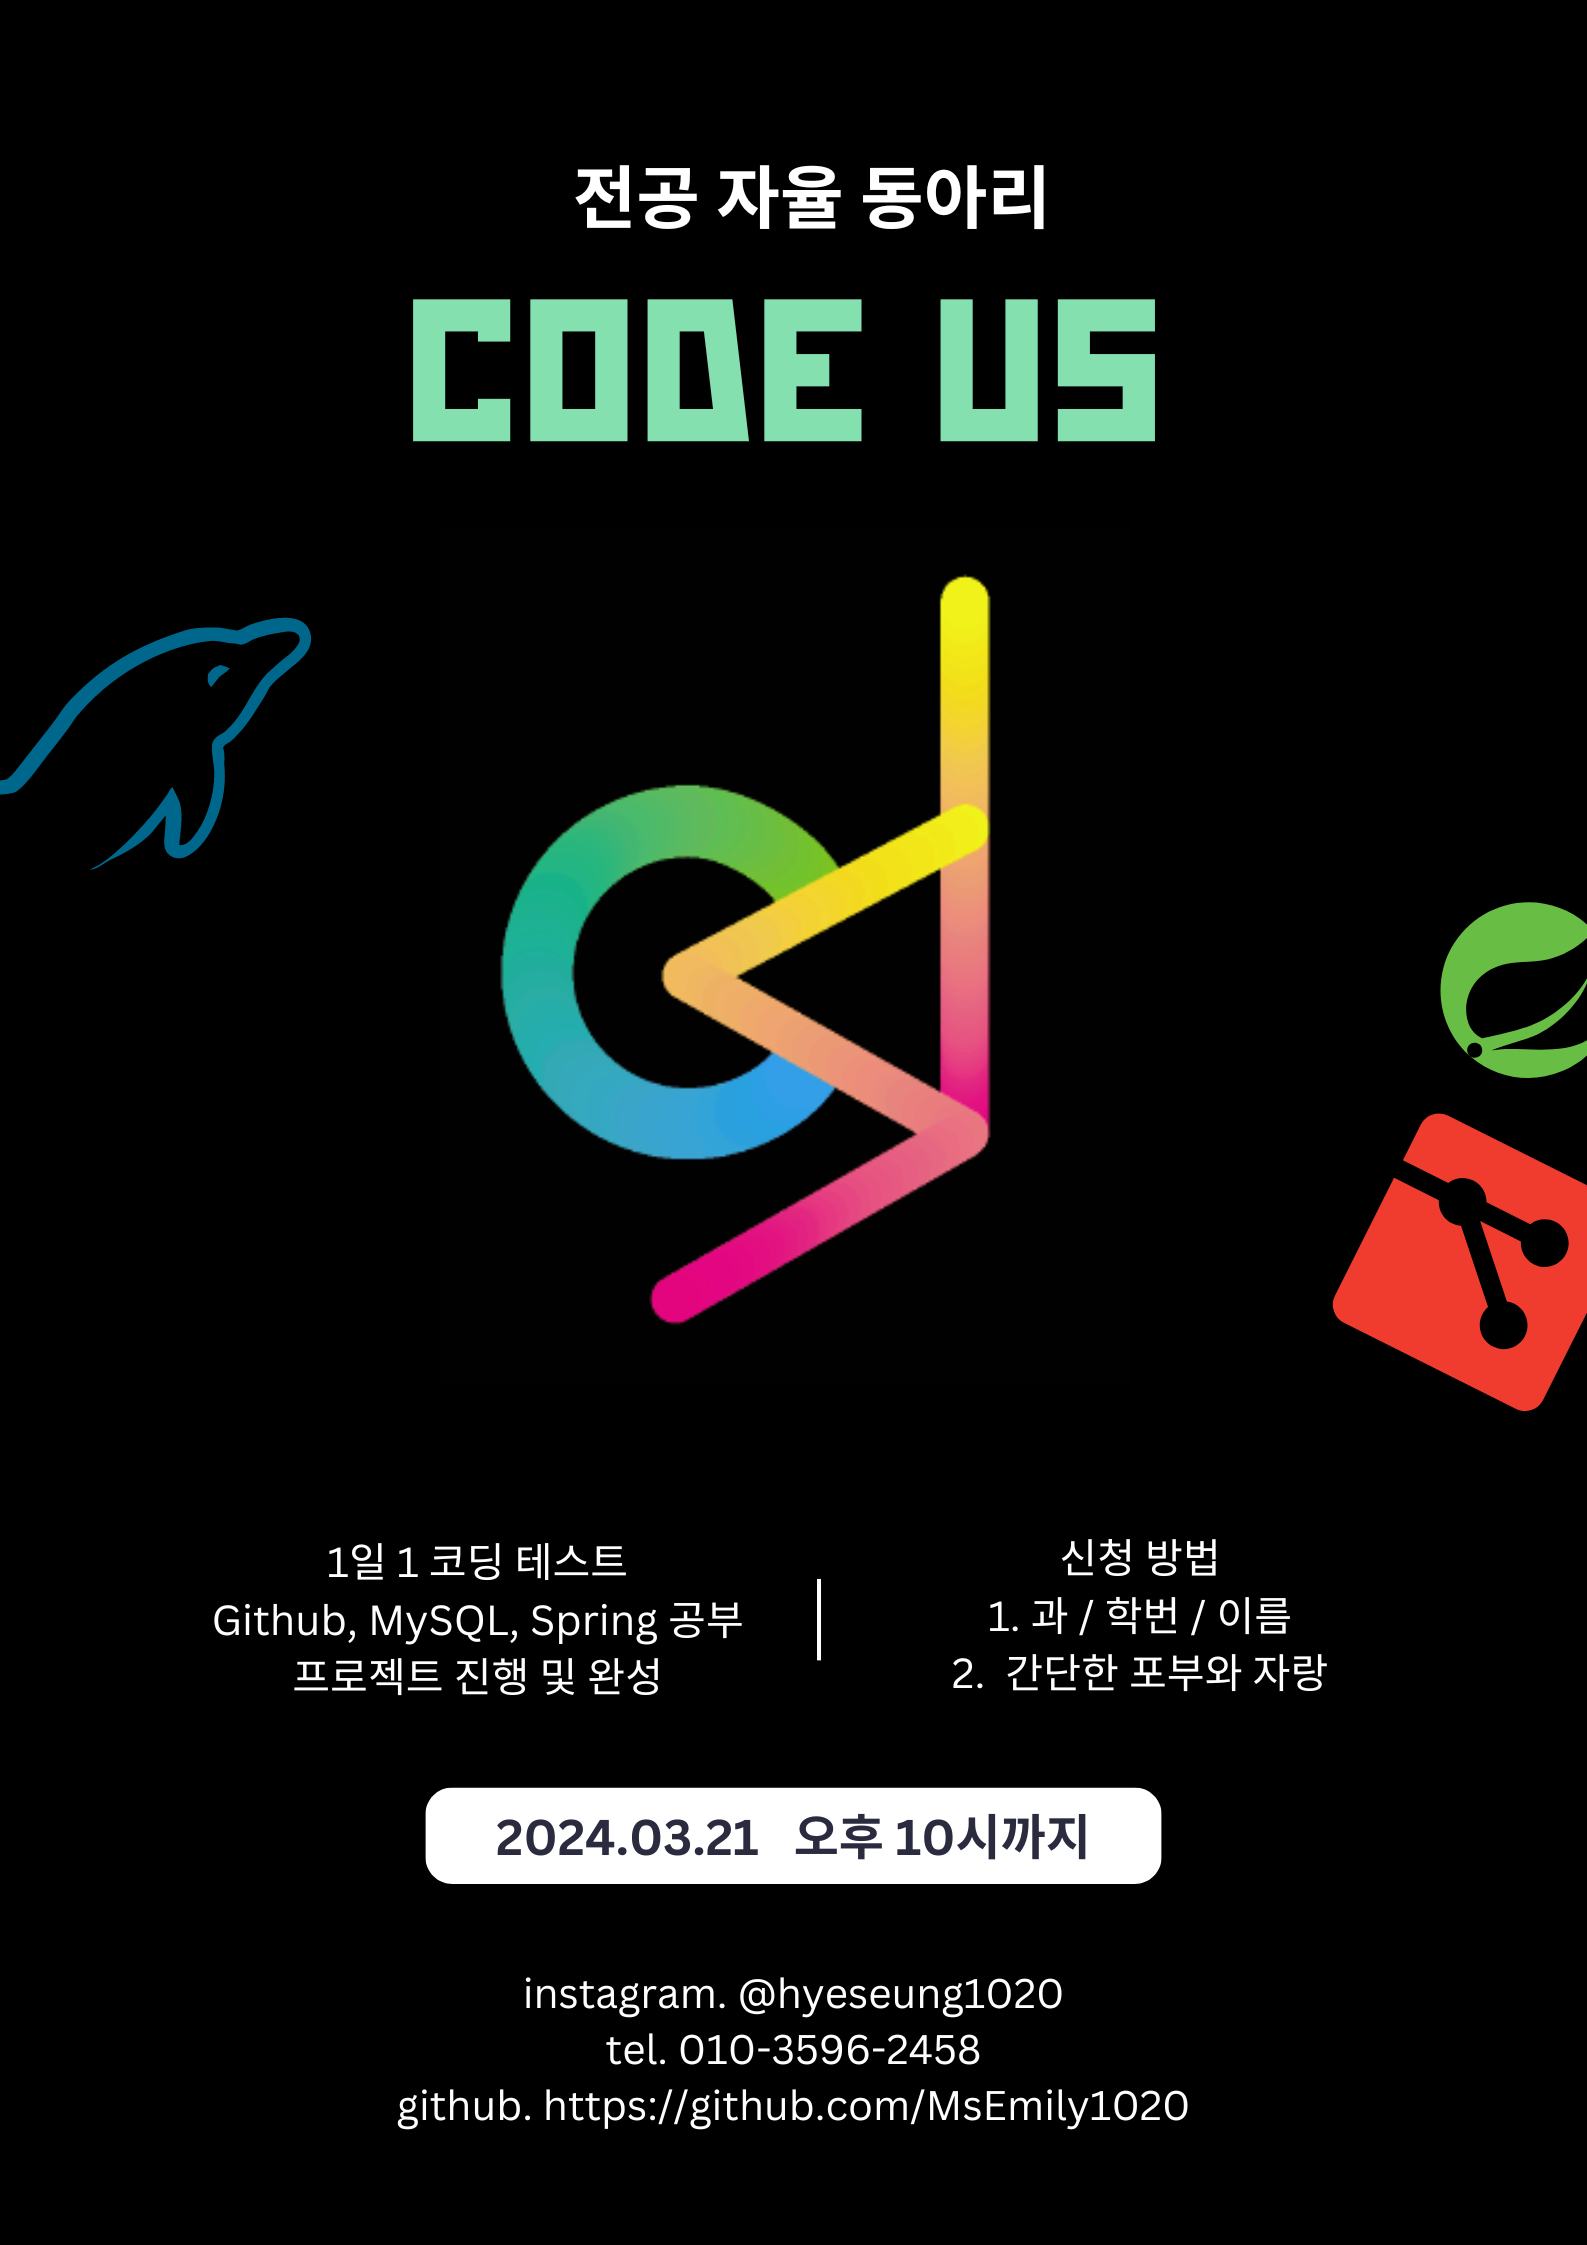 전공 자율 동아리
CODE US
1일 1 코딩 테스트
Github, MySQL, Spring 공부
프로젝트 진행 및 완성
신청 방법
1. 과 / 학번 / 이름
2. 간단한 포부와 자랑
2024.03.21 오후 10시까지
instagram. @hyeseung1020
tel. 010-3596-2458
github. https://github.com/MsEmily1020